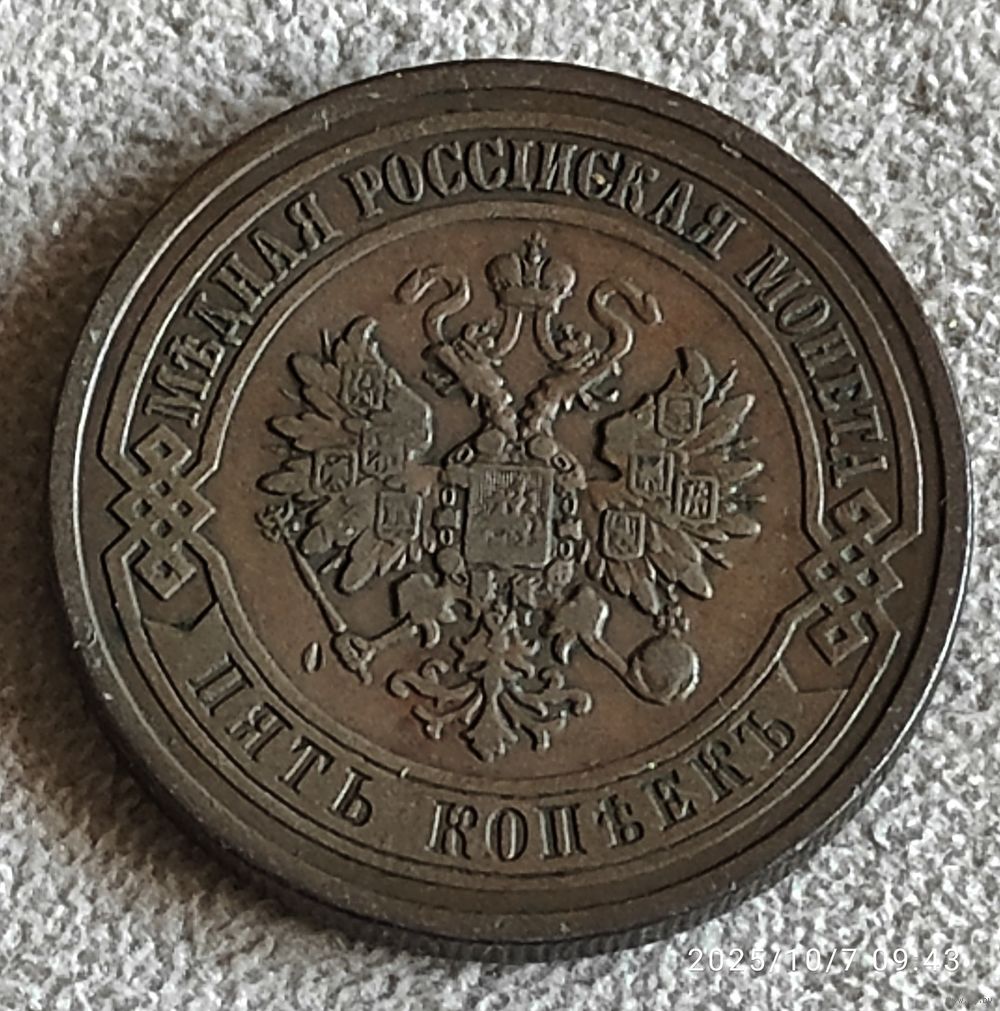 МѢДНАЯ РОССІЙСКАЯ МОНЕТА
ПЯТЬ КОПѢЕКЪ
2025/10/7 09:43